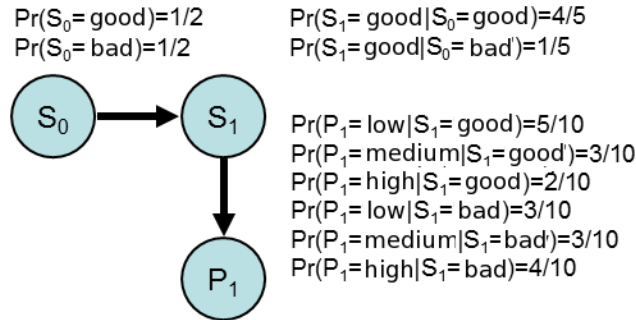 Pr(S₀=good)=1/2
Pr(S₀=bad)=1/2
Pr(S₁=good|S₀=good)=4/5
Pr(S₁=good|S₀=bad)=1/5
S₀
S₁
Pr(P₁=low|S₁=good)=5/10
Pr(P₁=medium|S₁=good)=3/10
Pr(P₁=high|S₁=good)=2/10
Pr(P₁=low|S₁=bad)=3/10
Pr(P₁=medium|S₁=bad)=3/10
Pr(P₁=high|S₁=bad)=4/10
P₁